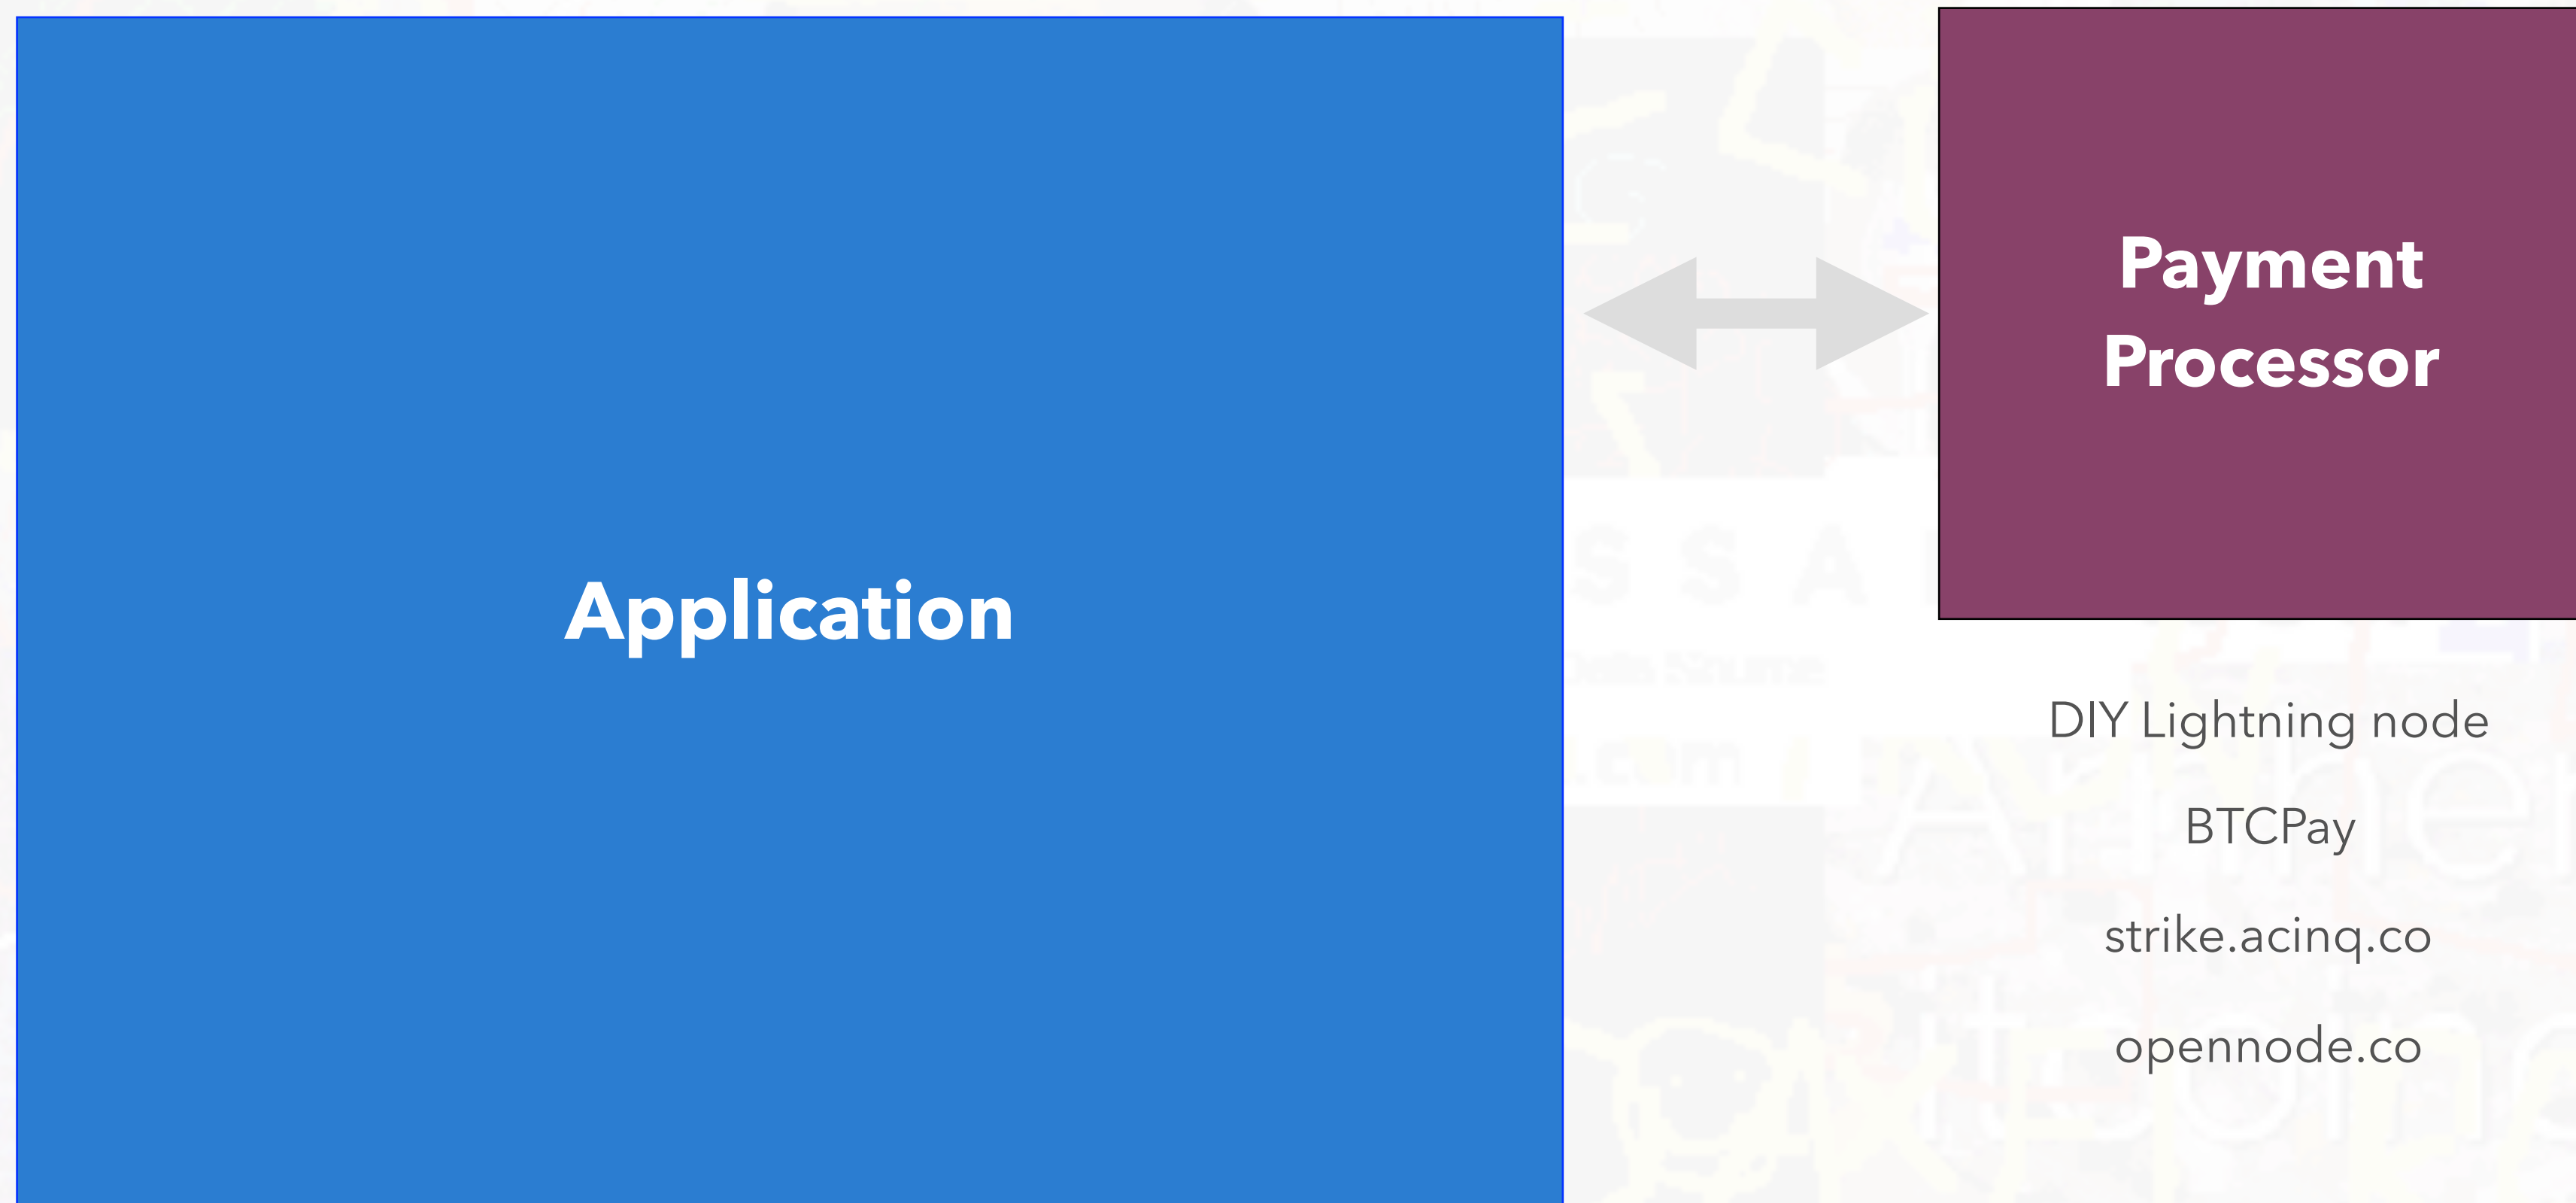 Application
Payment
Processor
DIY Lightning node
BTCPay
strike.acinq.co
opennode.co